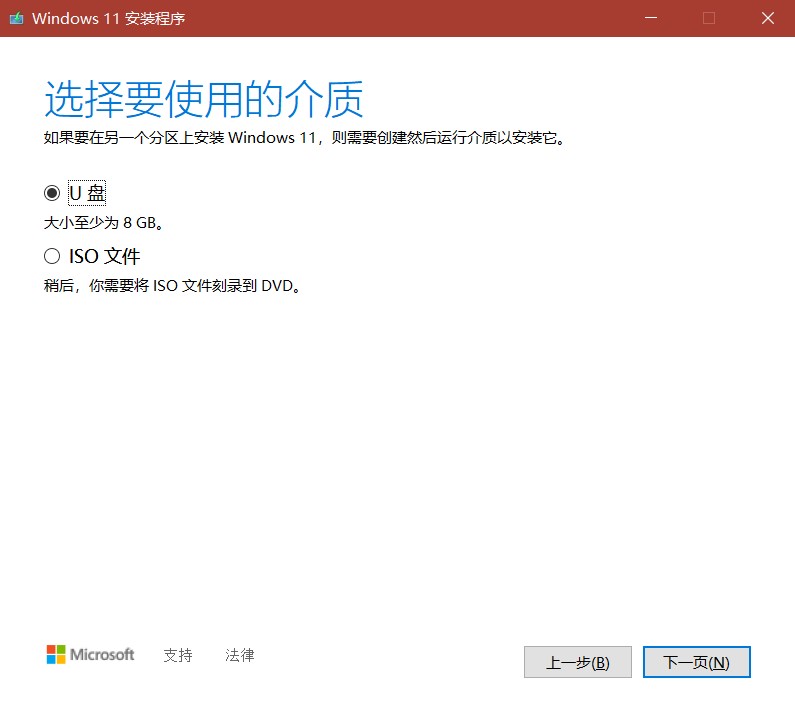 Windows 11 安装程序
选择要使用的介质
如果要在另一个分区上安装 Windows 11，则需要创建然后运行介质以安装它。
U 盘
大小至少为 8 GB。
ISO 文件
稍后，你需要将 ISO 文件刻录到 DVD。
Microsoft 支持 法律 上一步(B) 下一页(N)